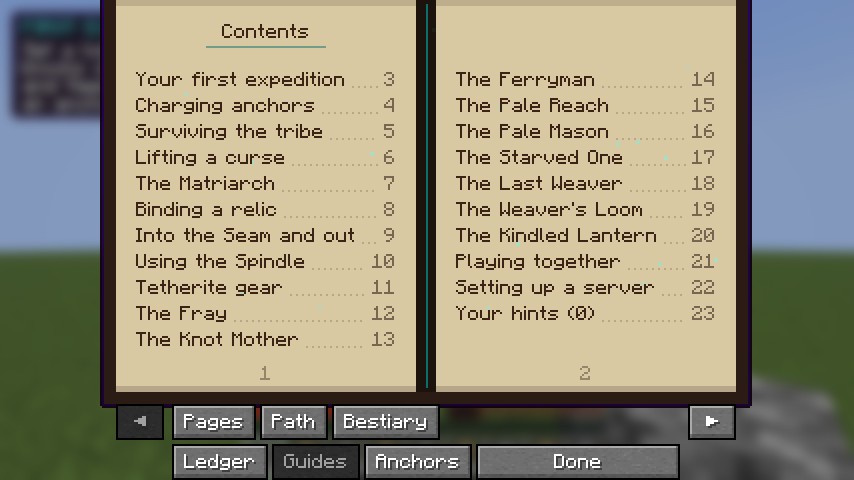 Contents
Your first expedition 3
Charging anchors 4
Surviving the tribe 5
Lifting a curse 6
The Matriarch 7
Binding a relic 8
Into the Seam and out 9
Using the Spindle 10
Tetherite gear 11
The Fray 12
The Knot Mother 13
1
The Ferryman 14
The Pale Reach 15
The Pale Mason 16
The Starved One 17
The Last Weaver 18
The Weaver's Loom 19
The Kindled Lantern 20
Playing together 21
Setting up a server 22
Your hints (0) 23
2
Pages Path Bestiary
Ledger Guides Anchors Done